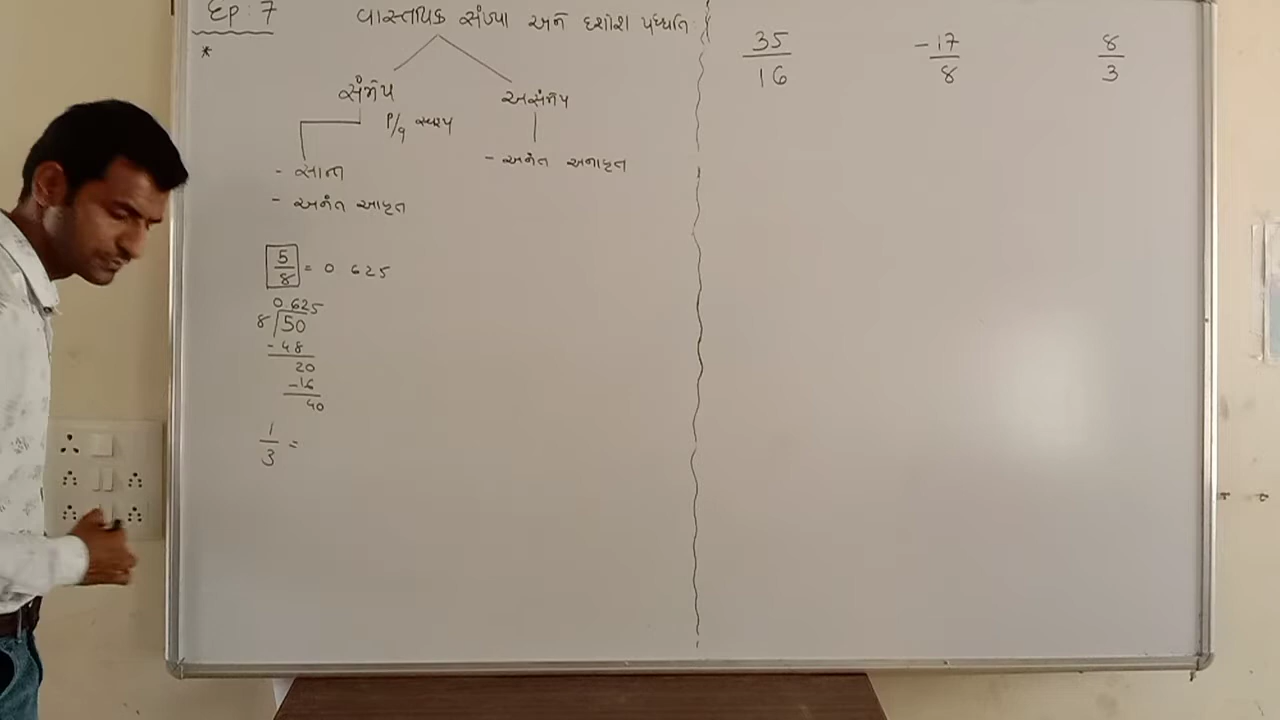 Ep: 7
વાસ્તવિક સંખ્યા અને દશાંશ પધ્ધતિ
*
સંમેય
અસંમેય
P/q સ્વરૂપ
- સાન્ત
- અનંત અનાવૃત
- અનંત આવૃત
5/8 = 0.625
0.625
8 /50
-48
20
-16
40
1/3 =
35/16 -17/8 8/3